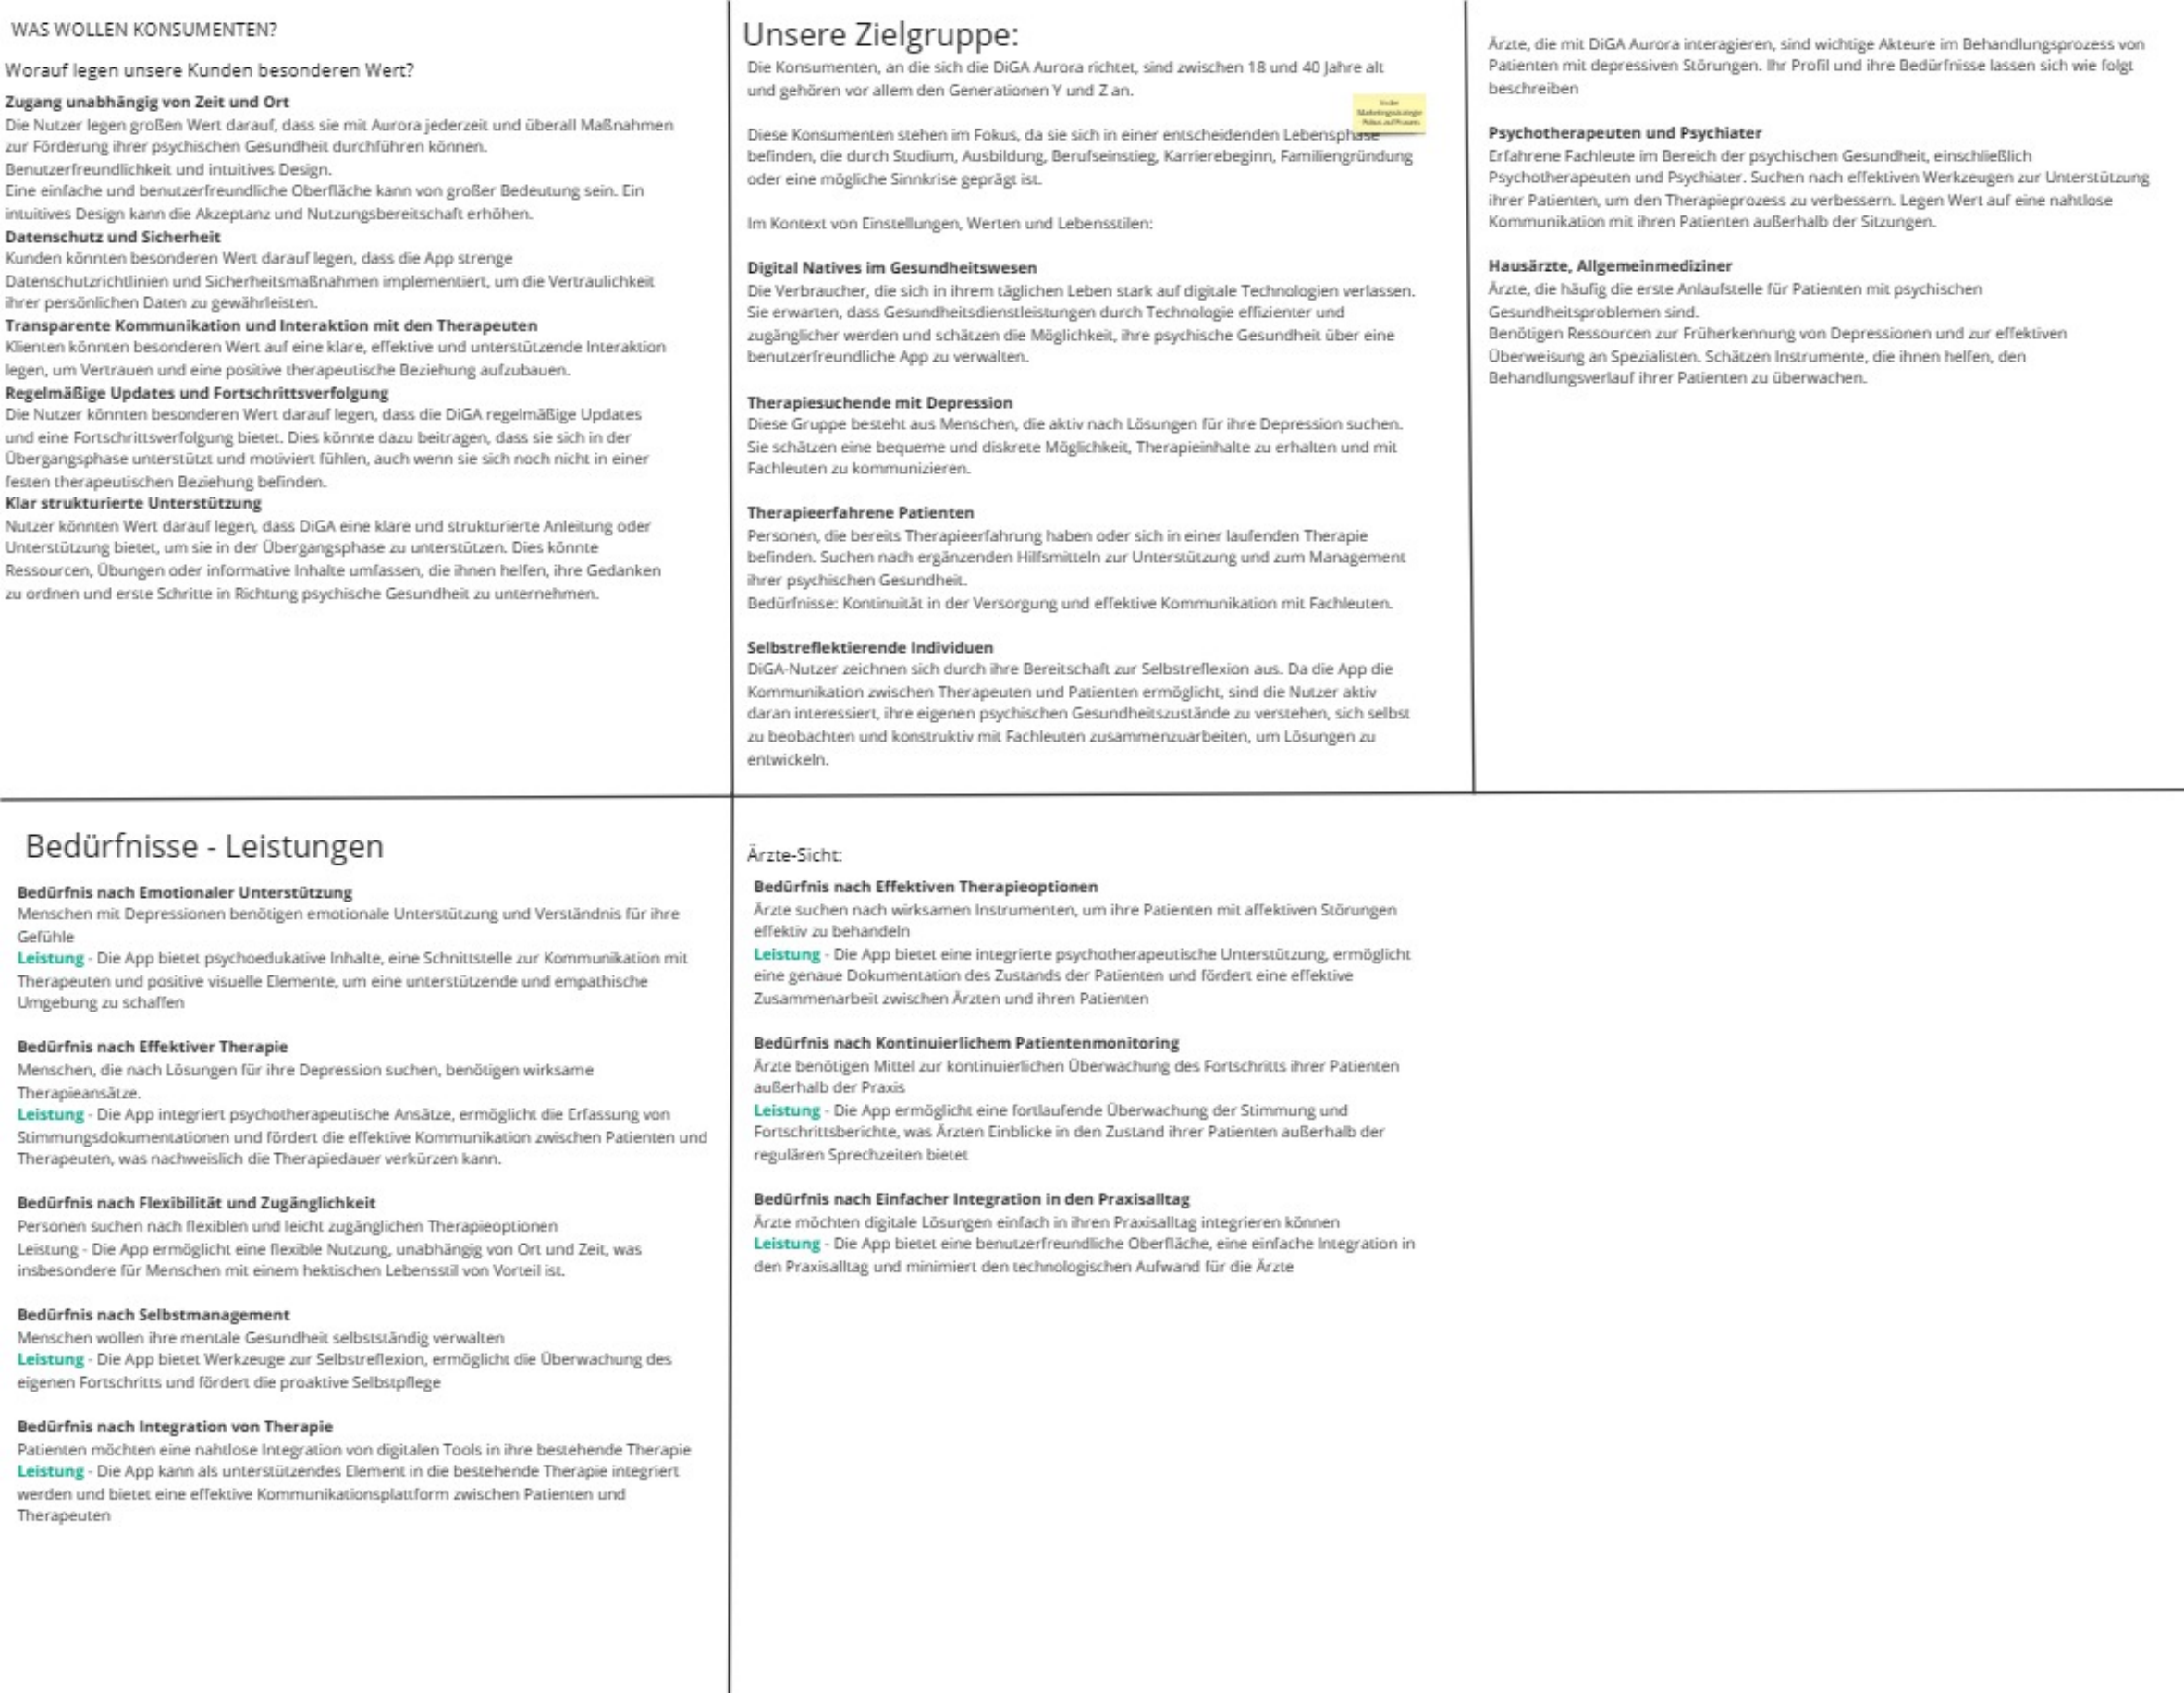 WAS WOLLEN KONSUMENTEN?
Worauf legen unsere Kunden besonderen Wert?
Zugang unabhängig von Zeit und Ort
Die Nutzer legen großen Wert darauf, dass sie mit Aurora jederzeit und überall Maßnahmen
zur Förderung ihrer psychischen Gesundheit durchführen können.
Benutzerfreundlichkeit und intuitives Design.
Eine einfache und benutzerfreundliche Oberfläche kann von großer Bedeutung sein. Ein
intuitives Design kann die Akzeptanz und Nutzungsbereitschaft erhöhen.
Datenschutz und Sicherheit
Kunden könnten besonderen Wert darauf legen, dass die App strenge
Datenschutzrichtlinien und Sicherheitsmaßnahmen implementiert, um die Vertraulichkeit
ihrer persönlichen Daten zu gewährleisten.
Transparente Kommunikation und Interaktion mit den Therapeuten
Klienten könnten besonderen Wert auf eine klare, effektive und unterstützende Interaktion
legen, um Vertrauen und eine positive therapeutische Beziehung aufzubauen.
Regelmäßige Updates und Fortschrittsverfolgung
Die Nutzer könnten besonderen Wert darauf legen, dass die DiGA regelmäßige Updates
und eine Fortschrittsverfolgung bietet. Dies könnte dazu beitragen, dass sie sich in der
Übergangsphase unterstützt und motiviert fühlen, auch wenn sie sich noch nicht in einer
festen therapeutischen Beziehung befinden.
Klar strukturierte Unterstützung
Nutzer könnten Wert darauf legen, dass DiGA eine klare und strukturierte Anleitung oder
Unterstützung bietet, um sie in der Übergangsphase zu unterstützen. Dies könnte
Ressourcen, Übungen oder informative Inhalte umfassen, die ihnen helfen, ihre Gedanken
zu ordnen und erste Schritte in Richtung psychische Gesundheit zu unternehmen.
Unsere Zielgruppe:
Die Konsumenten, an die sich die DiGA Aurora richtet, sind zwischen 18 und 40 Jahre alt
und gehören vor allem den Generationen Y und Z an.
Diese Konsumenten stehen im Fokus, da sie sich in einer entscheidenden Lebensphase
befinden, die durch Studium, Ausbildung, Berufseinstieg, Karrierebeginn, Familiengründung
oder eine mögliche Sinnkrise geprägt ist.
Im Kontext von Einstellungen, Werten und Lebensstilen:
Digital Natives im Gesundheitswesen
Die Verbraucher, die sich in ihrem täglichen Leben stark auf digitale Technologien verlassen.
Sie erwarten, dass Gesundheitsdienstleistungen durch Technologie effizienter und
zugänglicher werden und schätzen die Möglichkeit, ihre psychische Gesundheit über eine
benutzerfreundliche App zu verwalten.
Therapiesuchende mit Depression
Diese Gruppe besteht aus Menschen, die aktiv nach Lösungen für ihre Depression suchen.
Sie schätzen eine bequeme und diskrete Möglichkeit, Therapieinhalte zu erhalten und mit
Fachleuten zu kommunizieren.
Therapieerfahrene Patienten
Personen, die bereits Therapieerfahrung haben oder sich in einer laufenden Therapie
befinden. Suchen nach ergänzenden Hilfsmitteln zur Unterstützung und zum Management
ihrer psychischen Gesundheit.
Bedürfnisse: Kontinuität in der Versorgung und effektive Kommunikation mit Fachleuten.
Selbstreflektierende Individuen
DiGA-Nutzer zeichnen sich durch ihre Bereitschaft zur Selbstreflexion aus. Da die App die
Kommunikation zwischen Therapeuten und Patienten ermöglicht, sind die Nutzer aktiv
daran interessiert, ihre eigenen psychischen Gesundheitszustände zu verstehen, sich selbst
zu beobachten und konstruktiv mit Fachleuten zusammenzuarbeiten, um Lösungen zu
entwickeln.
Ärzte, die mit DiGA Aurora interagieren, sind wichtige Akteure im Behandlungsprozess von
Patienten mit depressiven Störungen. Ihr Profil und ihre Bedürfnisse lassen sich wie folgt
beschreiben
Psychotherapeuten und Psychiater
Erfahrene Fachleute im Bereich der psychischen Gesundheit, einschließlich
Psychotherapeuten und Psychiater. Suchen nach effektiven Werkzeugen zur Unterstützung
ihrer Patienten, um den Therapieprozess zu verbessern. Legen Wert auf eine nahtlose
Kommunikation mit ihren Patienten außerhalb der Sitzungen.
Hausärzte, Allgemeinmediziner
Ärzte, die häufig die erste Anlaufstelle für Patienten mit psychischen
Gesundheitsproblemen sind.
Benötigen Ressourcen zur Früherkennung von Depressionen und zur effektiven
Überweisung an Spezialisten. Schätzen Instrumente, die ihnen helfen, den
Behandlungsverlauf ihrer Patienten zu überwachen.
Bedürfnisse - Leistungen
Bedürfnis nach Emotionaler Unterstützung
Menschen mit Depressionen benötigen emotionale Unterstützung und Verständnis für ihre
Gefühle
Leistung - Die App bietet psychoedukative Inhalte, eine Schnittstelle zur Kommunikation mit
Therapeuten und positive visuelle Elemente, um eine unterstützende und empathische
Umgebung zu schaffen
Bedürfnis nach Effektiver Therapie
Menschen, die nach Lösungen für ihre Depression suchen, benötigen wirksame
Therapieansätze.
Leistung - Die App integriert psychotherapeutische Ansätze, ermöglicht die Erfassung von
Stimmungsdokumentationen und fördert die effektive Kommunikation zwischen Patienten und
Therapeuten, was nachweislich die Therapiedauer verkürzen kann.
Bedürfnis nach Flexibilität und Zugänglichkeit
Personen suchen nach flexiblen und leicht zugänglichen Therapieoptionen
Leistung - Die App ermöglicht eine flexible Nutzung, unabhängig von Ort und Zeit, was
insbesondere für Menschen mit einem hektischen Lebensstil von Vorteil ist.
Bedürfnis nach Selbstmanagement
Menschen wollen ihre mentale Gesundheit selbstständig verwalten
Leistung - Die App bietet Werkzeuge zur Selbstreflexion, ermöglicht die Überwachung des
eigenen Fortschritts und fördert die proaktive Selbstpflege
Bedürfnis nach Integration von Therapie
Patienten möchten eine nahtlose Integration von digitalen Tools in ihre bestehende Therapie
Leistung - Die App kann als unterstützendes Element in die bestehende Therapie integriert
werden und bietet eine effektive Kommunikationsplattform zwischen Patienten und
Therapeuten
Ärzte-Sicht:
Bedürfnis nach Effektiven Therapieoptionen
Ärzte suchen nach wirksamen Instrumenten, um ihre Patienten mit affektiven Störungen
effektiv zu behandeln
Leistung - Die App bietet eine integrierte psychotherapeutische Unterstützung, ermöglicht
eine genaue Dokumentation des Zustands der Patienten und fördert eine effektive
Zusammenarbeit zwischen Ärzten und ihren Patienten
Bedürfnis nach Kontinuierlichem Patientenmonitoring
Ärzte benötigen Mittel zur kontinuierlichen Überwachung des Fortschritts ihrer Patienten
außerhalb der Praxis
Leistung - Die App ermöglicht eine fortlaufende Überwachung der Stimmung und
Fortschrittsberichte, was Ärzten Einblicke in den Zustand ihrer Patienten außerhalb der
regulären Sprechzeiten bietet
Bedürfnis nach Einfacher Integration in den Praxisalltag
Ärzte möchten digitale Lösungen einfach in ihren Praxisalltag integrieren können
Leistung - Die App bietet eine benutzerfreundliche Oberfläche, eine einfache Integration in
den Praxisalltag und minimiert den technologischen Aufwand für die Ärzte